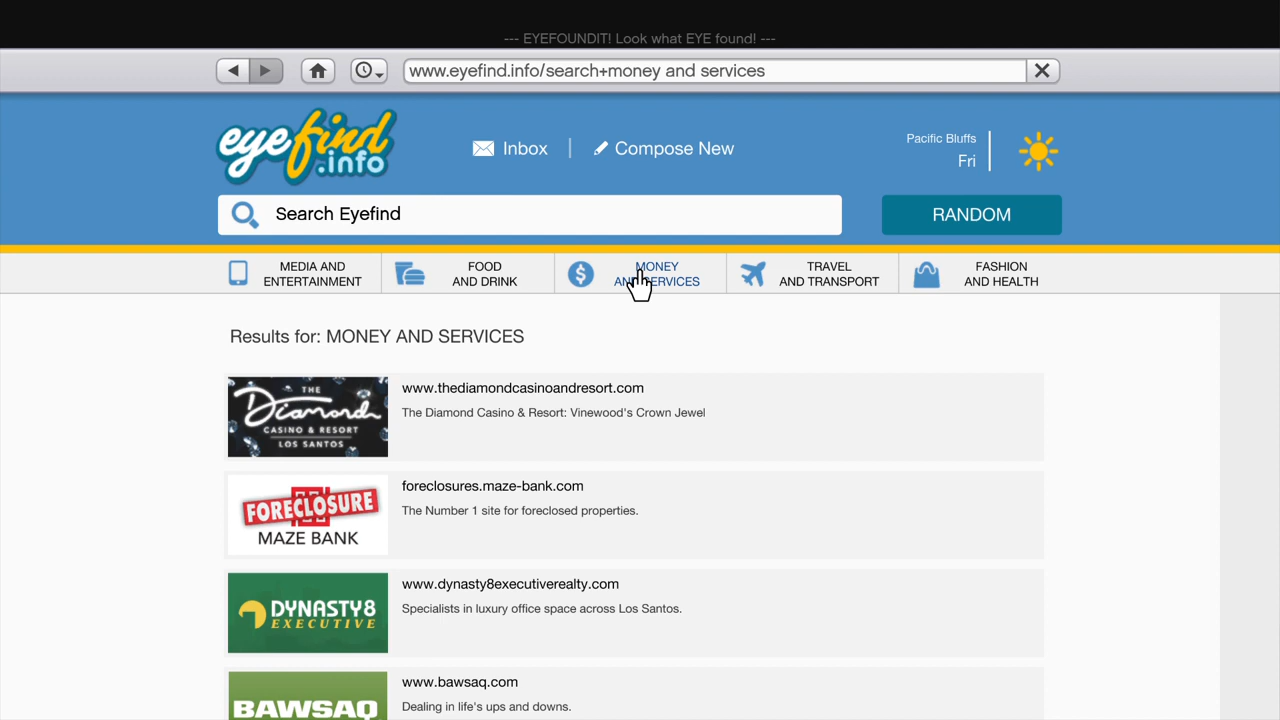 --- EYEFOUNDIT! Look what EYE found! ---
www.eyefind.info/search+money and services
eyefind
.info
Inbox
Compose New
Pacific Bluffs
Fri
Search Eyefind
RANDOM
MEDIA AND
ENTERTAINMENT
FOOD
AND DRINK
MONEY
AND SERVICES
TRAVEL
AND TRANSPORT
FASHION
AND HEALTH
Results for: MONEY AND SERVICES
THE
Diamond
CASINO & RESORT
LOS SANTOS
www.thediamondcasinoandresort.com
The Diamond Casino & Resort: Vinewood's Crown Jewel
FORECLOSURE
MAZE BANK
foreclosures.maze-bank.com
The Number 1 site for foreclosed properties.
DYNASTY8
EXECUTIVE
www.dynasty8executiverealty.com
Specialists in luxury office space across Los Santos.
BAWSAQ
www.bawsaq.com
Dealing in life's ups and downs.